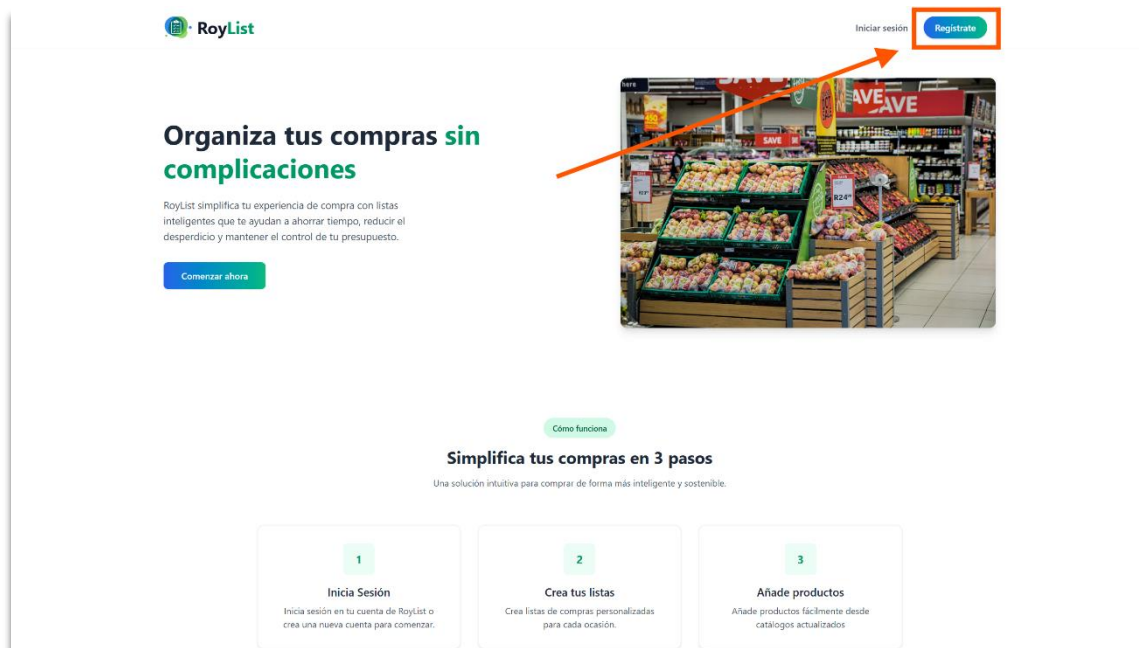 RoyList
Iniciar sesión
Regístrate
here
SAVE
AVE
AVE
SAVE
R24
Organiza tus compras sin
complicaciones
RoyList simplifica tu experiencia de compra con listas
inteligentes que te ayudan a ahorrar tiempo, reducir el
desperdicio y mantener el control de tu presupuesto.
Comenzar ahora
Cómo funciona
Simplifica tus compras en 3 pasos
Una solución intuitiva para comprar de forma más inteligente y sostenible.
1
Inicia Sesión
Inicia sesión en tu cuenta de RoyList o
crea una nueva cuenta para comenzar.
2
Crea tus listas
Crea listas de compras personalizadas
para cada ocasión.
3
Añade productos
Añade productos fácilmente desde
catálogos actualizados